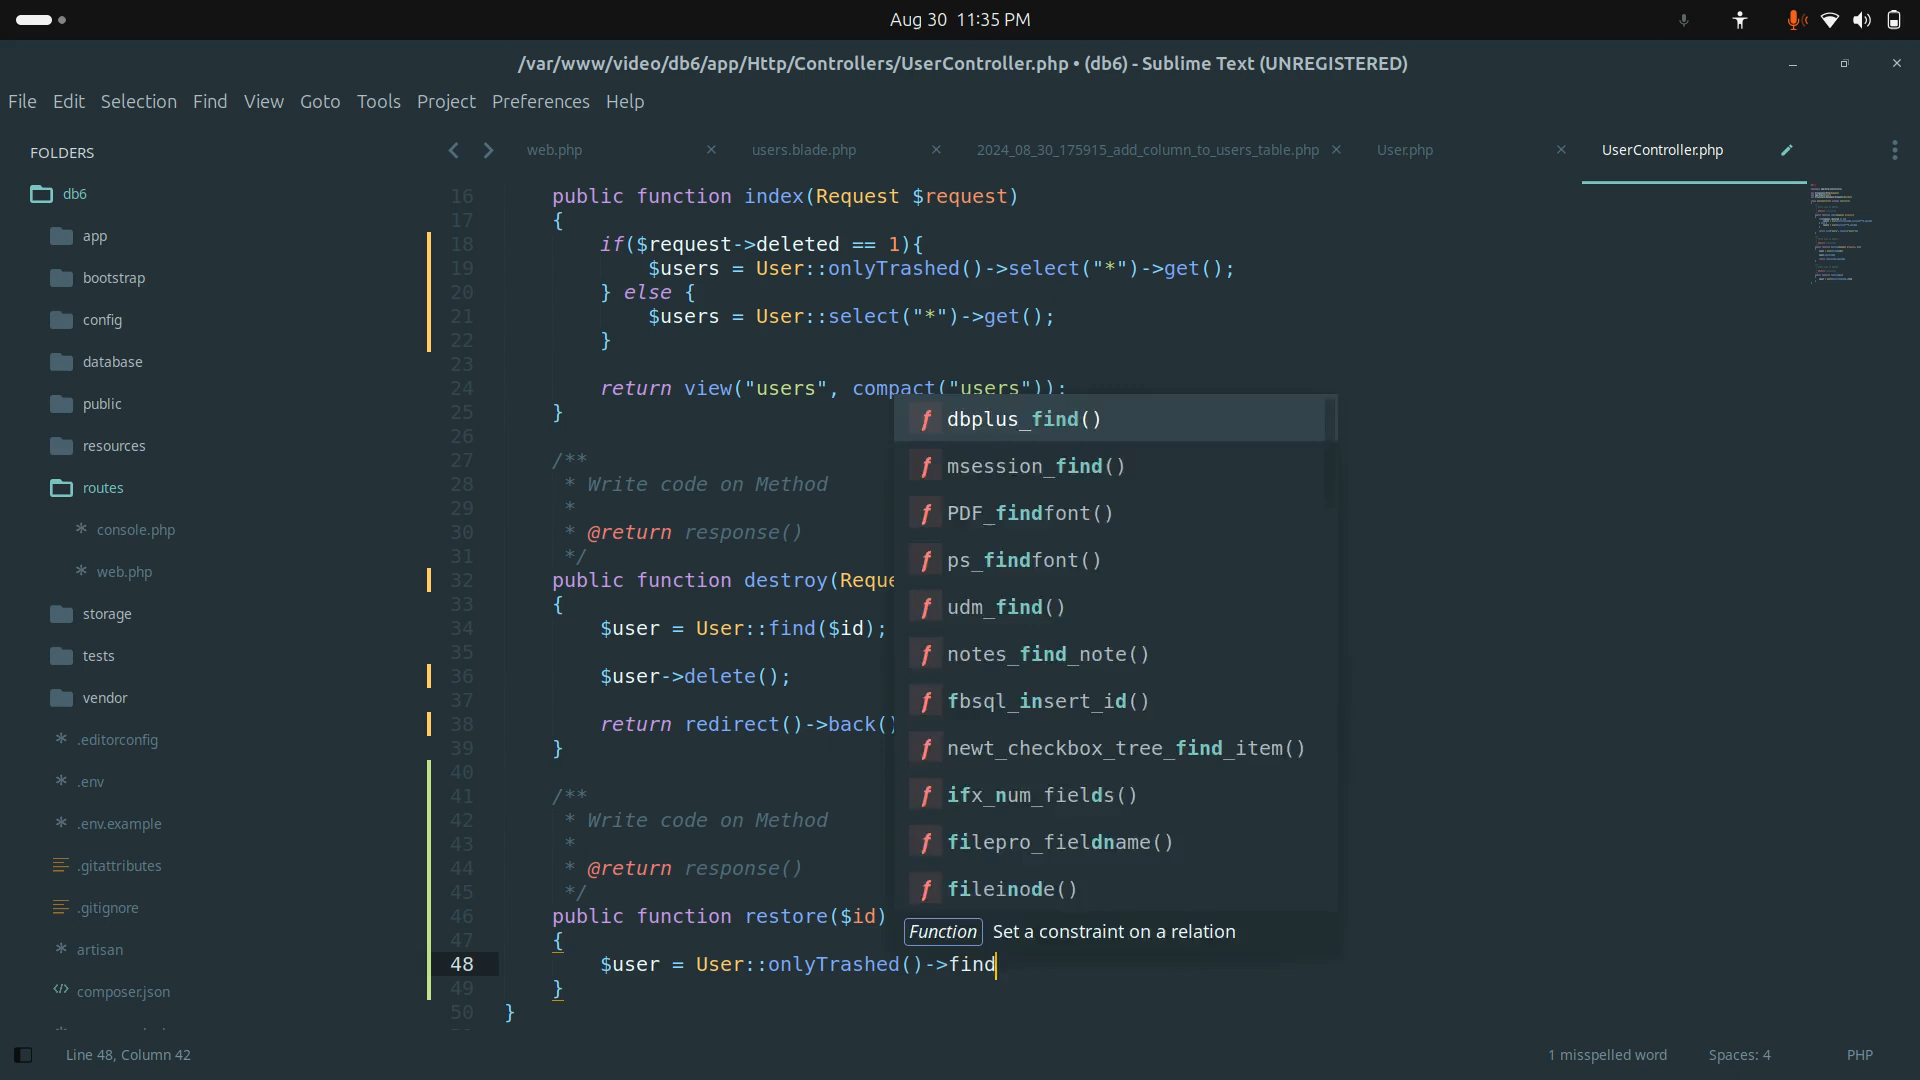 Aug 30 11:35 PM
/var/www/video/db6/app/Http/Controllers/UserController.php • (db6) - Sublime Text (UNREGISTERED)
File Edit Selection Find View Goto Tools Project Preferences Help
FOLDERS
db6
app
bootstrap
config
database
public
resources
routes
console.php
web.php
storage
tests
vendor
.editorconfig
.env
.env.example
.gitattributes
.gitignore
artisan
composer.json
web.php users.blade.php 2024_08_30_175915_add_column_to_users_table.php User.php UserController.php
16 public function index(Request $request)
17 {
18 if($request->deleted == 1){
19 $users = User::onlyTrashed()->select("*")->get();
20 } else {
21 $users = User::select("*")->get();
22 }
23
24 return view("users", compact("users"));
25 }
26
27 /**
28 * Write code on Method
29 *
30 * @return response()
31 */
32 public function destroy(Reque
33 {
34 $user = User::find($id);
35
36 $user->delete();
37
38 return redirect()->back()
39 }
40
41 /**
42 * Write code on Method
43 *
44 * @return response()
45 */
46 public function restore($id)
47 {
48 $user = User::onlyTrashed()->find
49 }
50 }
f dbplus_find()
f msession_find()
f PDF_findfont()
f ps_findfont()
f udm_find()
f notes_find_note()
f fbsql_insert_id()
f newt_checkbox_tree_find_item()
f ifx_num_fields()
f filepro_fieldname()
f fileinode()
Function Set a constraint on a relation
Line 48, Column 42 1 misspelled word Spaces: 4 PHP